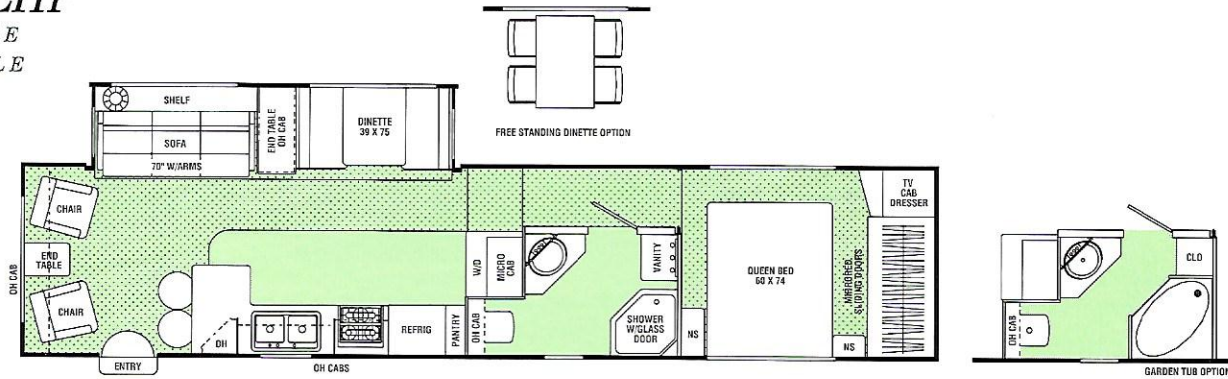 E
LE
FREE STANDING DINETTE OPTION
SHELF
SOFA
70" W/ARMS
END TABLE
OH CAB
DINETTE
39 X 75
CHAIR
END
TABLE
OH CAB
CHAIR
ENTRY
OH
OH CABS
REFRIG
PANTRY
W/D
MICRO
CAB
OH CAB
VANITY
SHOWER
W/GLASS
DOOR
NS
QUEEN BED
60 X 74
NS
MIRRORED
SLIDING DOORS
TV
CAB
DRESSER
CLO
OH CAB
GARDEN TUB OPTION